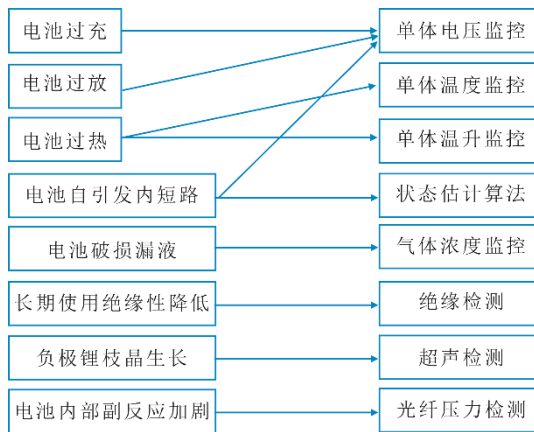 电池过充
单体电压监控
电池过放
单体温度监控
电池过热
单体温升监控
电池自引发内短路
状态估计算法
电池破损漏液
气体浓度监控
长期使用绝缘性降低
绝缘检测
负极锂枝晶生长
超声检测
电池内部副反应加剧
光纤压力检测